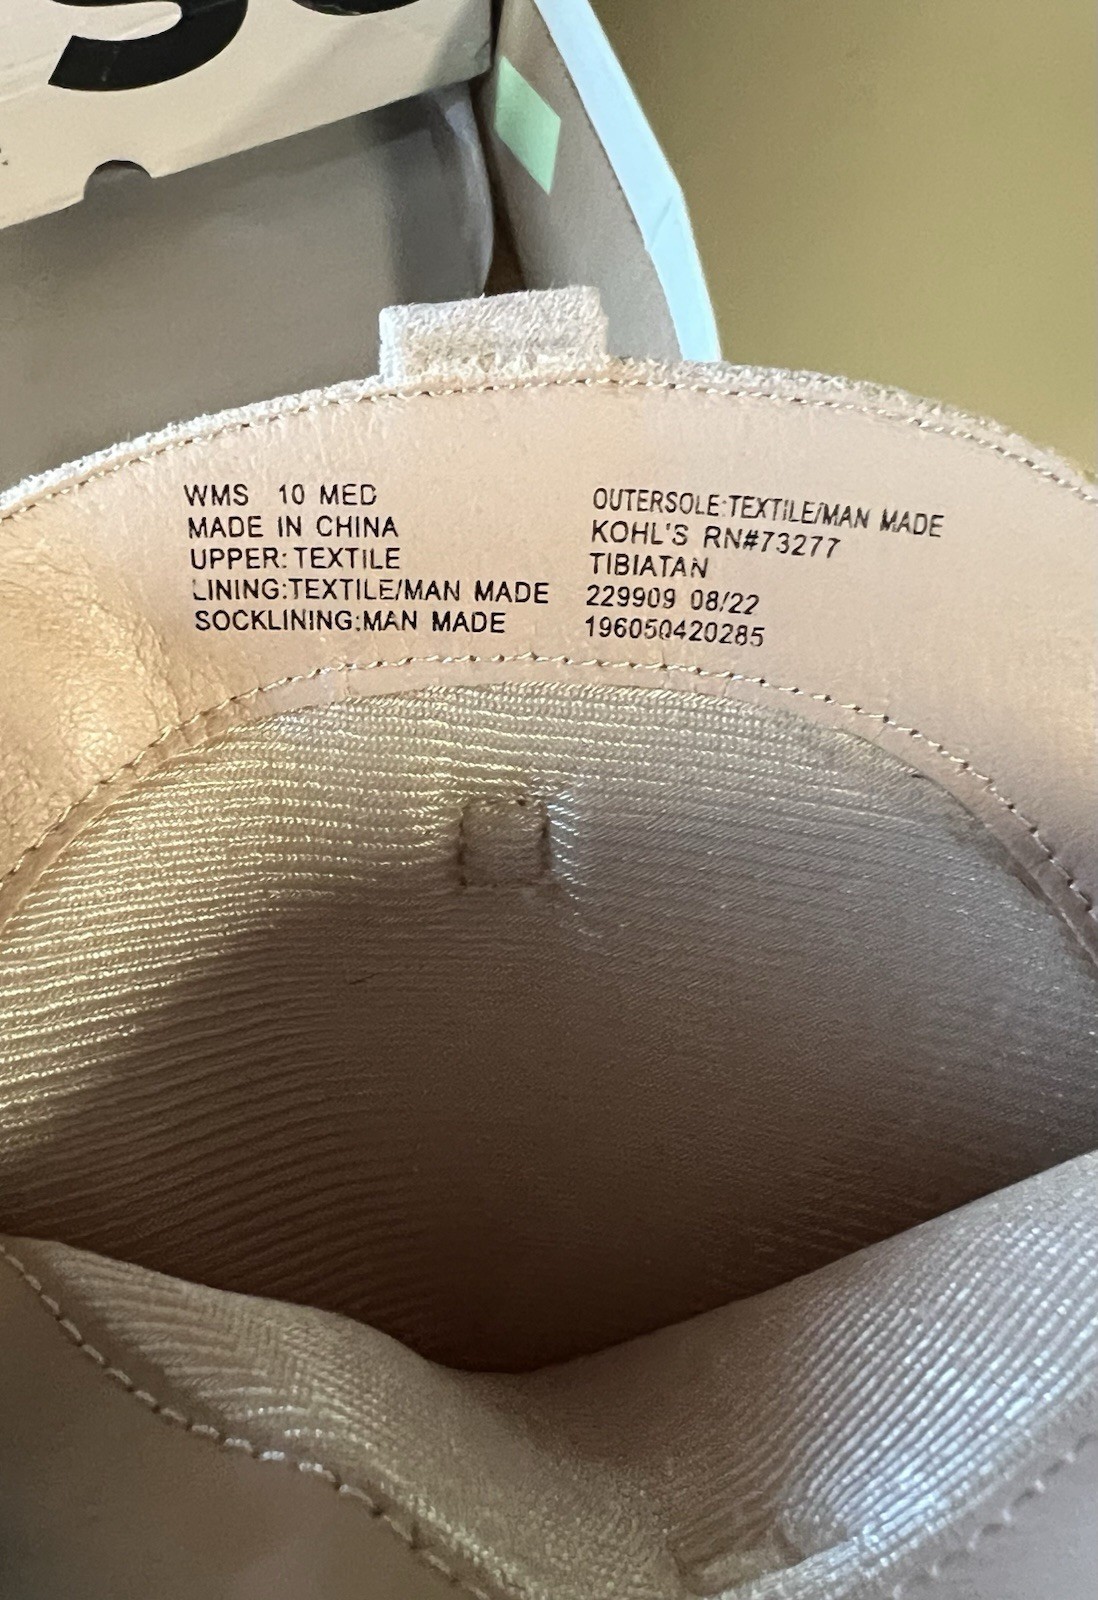 WMS 10 MED
MADE IN CHINA
UPPER: TEXTILE
LINING:TEXTILE/MAN MADE
SOCKLINING:MAN MADE
OUTERSOLE:TEXTILE/MAN MADE
KOHL'S RN#73277
TIBIATAN
229909 08/22
196050420285